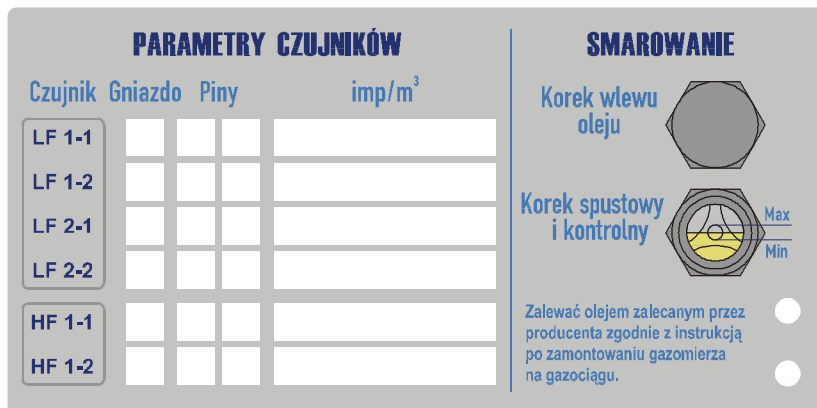 PARAMETRY CZUJNIKÓW
Czujnik Gniazdo Piny imp/m³
LF 1-1
LF 1-2
LF 2-1
LF 2-2
HF 1-1
HF 1-2
SMAROWANIE
Korek wlewu
oleju
Korek spustowy
i kontrolny
Max
Min
Zalewać olejem zalecanym przez
producenta zgodnie z instrukcją
po zamontowaniu gazomierza
na gazociągu.